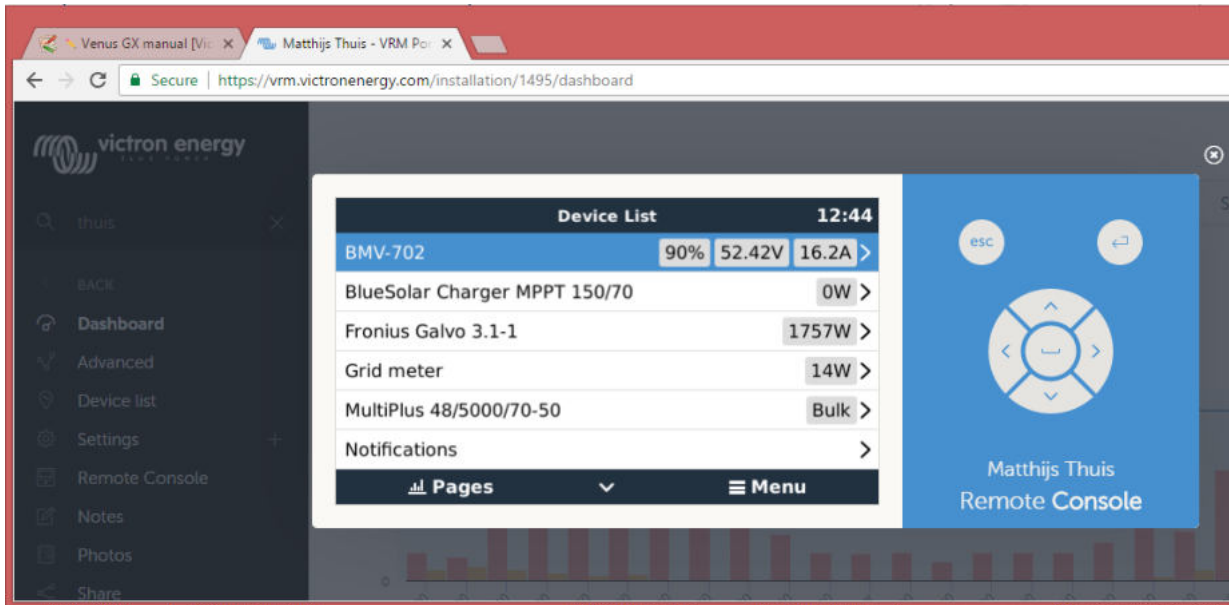 Venus GX manual [Vic
Matthijs Thuis - VRM Por
Secure | https://vrm.victronenergy.com/installation/1495/dashboard
victron energy
BLUE POWER
thuis
BACK
Dashboard
Advanced
Device list
Settings
Remote Console
Notes
Photos
Share
Device List 12:44
BMV-702 90% 52.42V 16.2A
BlueSolar Charger MPPT 150/70 0W
Fronius Galvo 3.1-1 1757W
Grid meter 14W
MultiPlus 48/5000/70-50 Bulk
Notifications
Pages Menu
esc
Matthijs Thuis
Remote Console
0